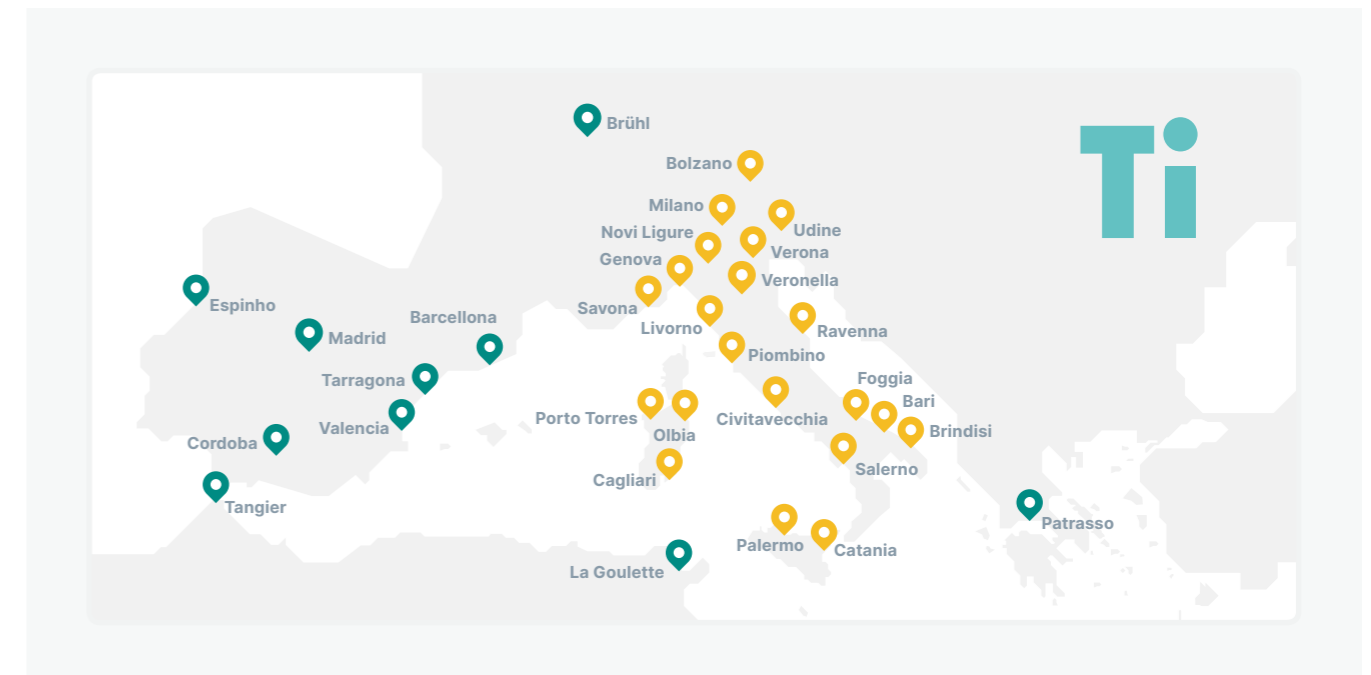 Brühl
Bolzano
Ti
Milano
Udine
Novi Ligure
Verona
Genova
Veronella
Espinho
Savona
Barcellona
Livorno
Ravenna
Madrid
Piombino
Tarragona
Foggia
Bari
Porto Torres
Civitavecchia
Valencia
Olbia
Brindisi
Cordoba
Salerno
Cagliari
Tangier
Patrasso
Palermo
Catania
La Goulette